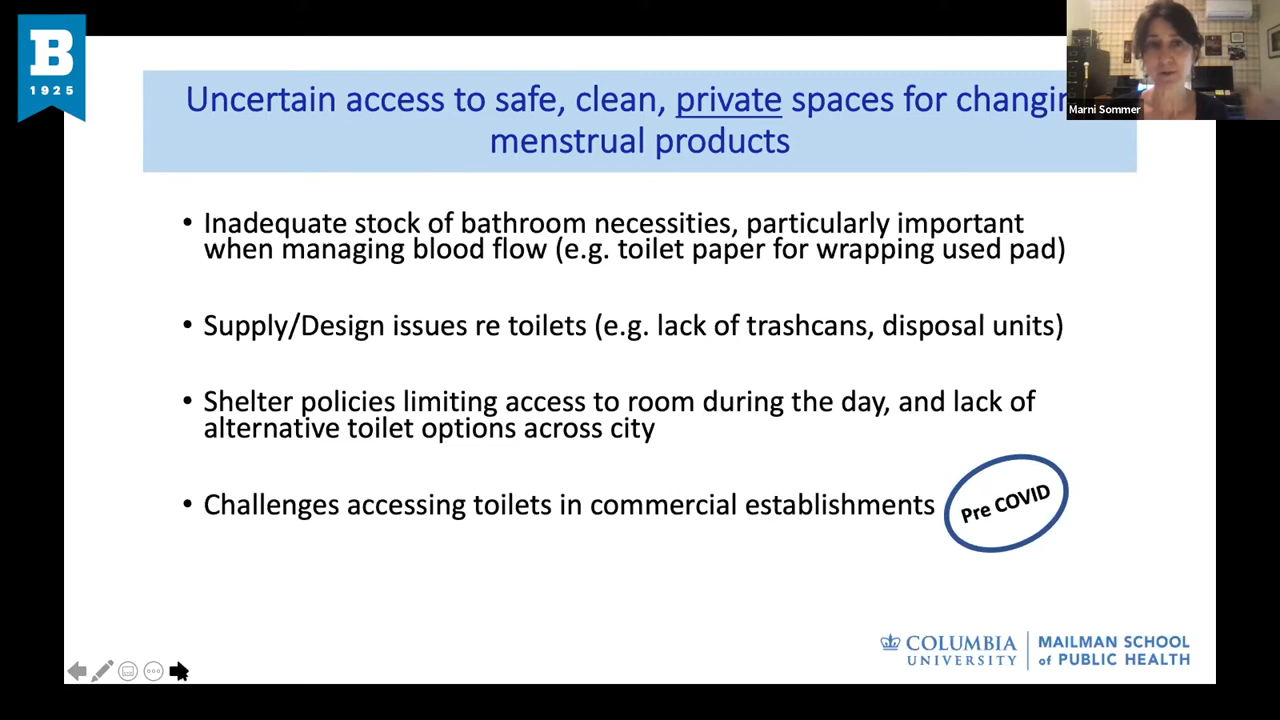 B
1925
Marni Sommer
Uncertain access to safe, clean, private spaces for changin
menstrual products
• Inadequate stock of bathroom necessities, particularly important
when managing blood flow (e.g. toilet paper for wrapping used pad)
• Supply/Design issues re toilets (e.g. lack of trashcans, disposal units)
• Shelter policies limiting access to room during the day, and lack of
alternative toilet options across city
• Challenges accessing toilets in commercial establishments
Pre COVID
COLUMBIA
UNIVERSITY
MAILMAN SCHOOL
of PUBLIC HEALTH